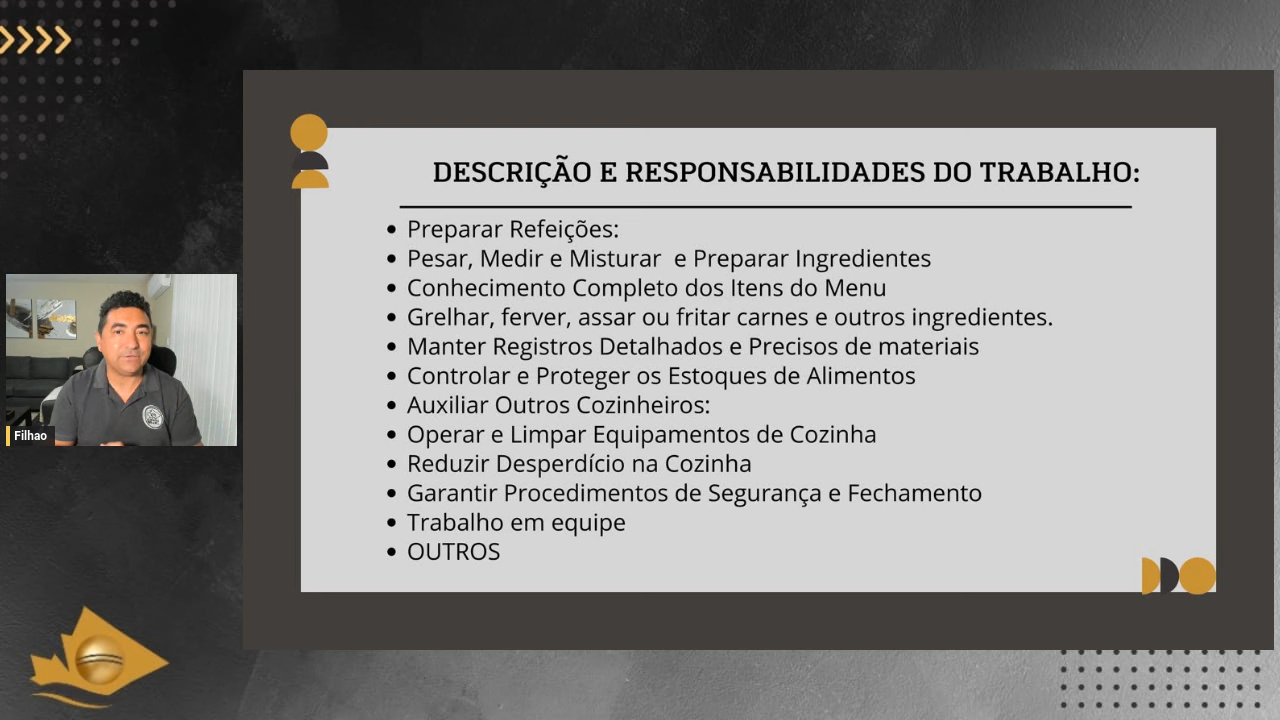 DESCRIÇÃO E RESPONSABILIDADES DO TRABALHO:
Preparar Refeições:
Pesar, Medir e Misturar e Preparar Ingredientes
Conhecimento Completo dos Itens do Menu
Grelhar, ferver, assar ou fritar carnes e outros ingredientes.
Manter Registros Detalhados e Precisos de materiais
Controlar e Proteger os Estoques de Alimentos
Auxiliar Outros Cozinheiros:
Operar e Limpar Equipamentos de Cozinha
Reduzir Desperdício na Cozinha
Garantir Procedimentos de Segurança e Fechamento
Trabalho em equipe
OUTROS
Filhao